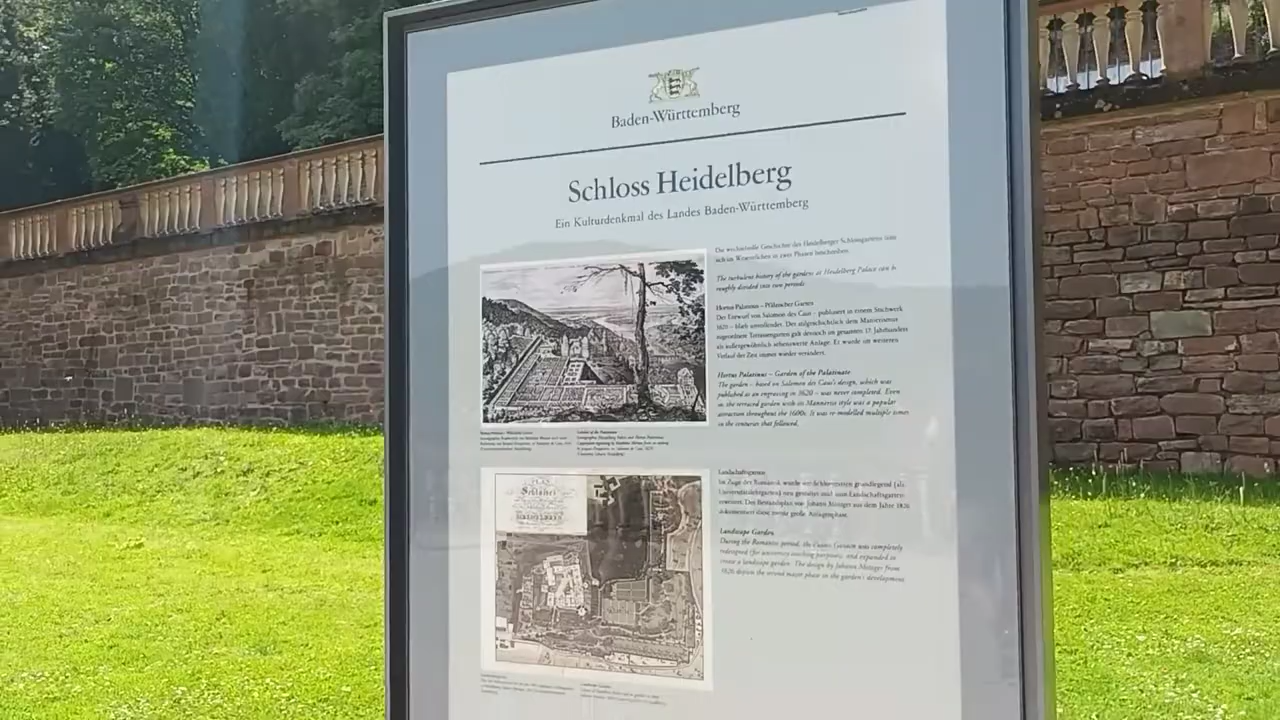 Baden-Württemberg
Schloss Heidelberg
Ein Kulturdenkmal des Landes Baden-Württemberg
Die wechselvolle Geschichte des Heidelberger Schlossgartens lässt
sich im Wesentlichen in zwei Phasen beschreiben.
The turbulent history of the gardens at Heidelberg Palace can be
roughly divided into two periods.
Hortus Palatinus – Pfälzischer Garten
Der Entwurf von Salomon des Caus – publiziert in einem Stichwerk
1620 – blieb unvollendet. Der stilgeschichtlich dem Manierismus
zugeordnete Terrassengarten galt dennoch im gesamten 17. Jahrhundert
als außergewöhnlich sehenswerte Anlage. Er wurde im weiteren
Verlauf der Zeit immer wieder verändert.
Hortus Palatinus – Garden of the Palatinate
The garden – based on Salomon des Caus's design, which was
published as an engraving in 1620 – was never completed. Even
so, the terraced garden with its Mannerist style was a popular
attraction throughout the 1600s. It was re-modelled multiple times
in the centuries that followed.
PLAN
Schloßes
Landschaftsgarten
Im Zuge der Romantik wurde der Schlossgarten grundlegend (als
Universitätslehrgarten) neu gestaltet und zum Landschaftsgarten
erweitert. Der Bestandsplan von Johann Metzger aus dem Jahre 1826
dokumentiert diese zweite große Anlagenphase.
Landscape Garden
During the Romantic period, the Palace Garden was completely
redesigned (for university teaching purposes) and expanded to
create a landscape garden. The design by Johann Metzger from
1826 depicts the second major phase in the garden's development.